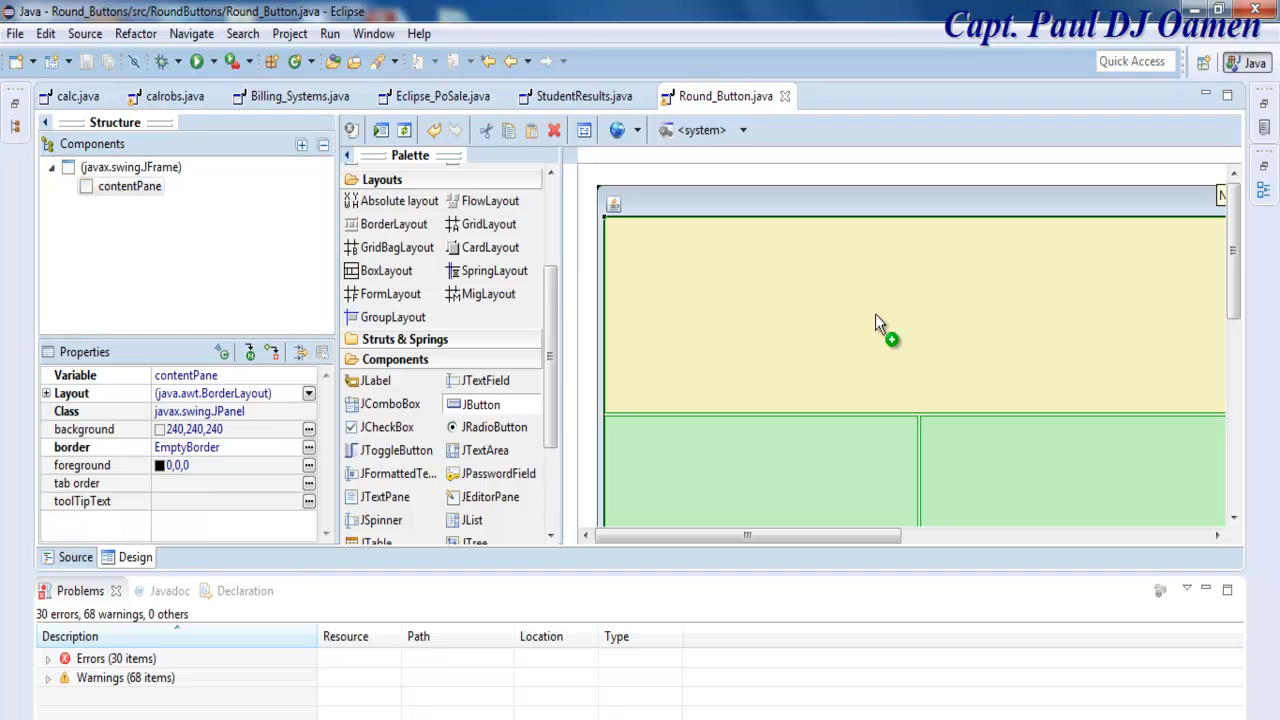 Java - Round_Buttons/src/RoundButtons/Round_Button.java - Eclipse
Capt. Paul DJ Oamen
File Edit Source Refactor Navigate Search Project Run Window Help
Quick Access Java
calc.java calrobs.java Billing_Systems.java Eclipse_PoSale.java StudentResults.java Round_Button.java
Structure
<system>
Components
Palette
(javax.swing.JFrame)
contentPane
Layouts
Absolute layout FlowLayout
BorderLayout GridLayout
GridBagLayout CardLayout
BoxLayout SpringLayout
FormLayout MigLayout
GroupLayout
Struts & Springs
Components
JLabel JTextField
JComboBox JButton
JCheckBox JRadioButton
JToggleButton JTextArea
JFormattedTe... JPasswordField
JTextPane JEditorPane
JSpinner JList
JTable JTree
Properties
Variable contentPane
Layout (java.awt.BorderLayout)
Class javax.swing.JPanel
background 240,240,240
border EmptyBorder
foreground 0,0,0
tab order
toolTipText
Source Design
Problems Javadoc Declaration
30 errors, 68 warnings, 0 others
Description Resource Path Location Type
Errors (30 items)
Warnings (68 items)